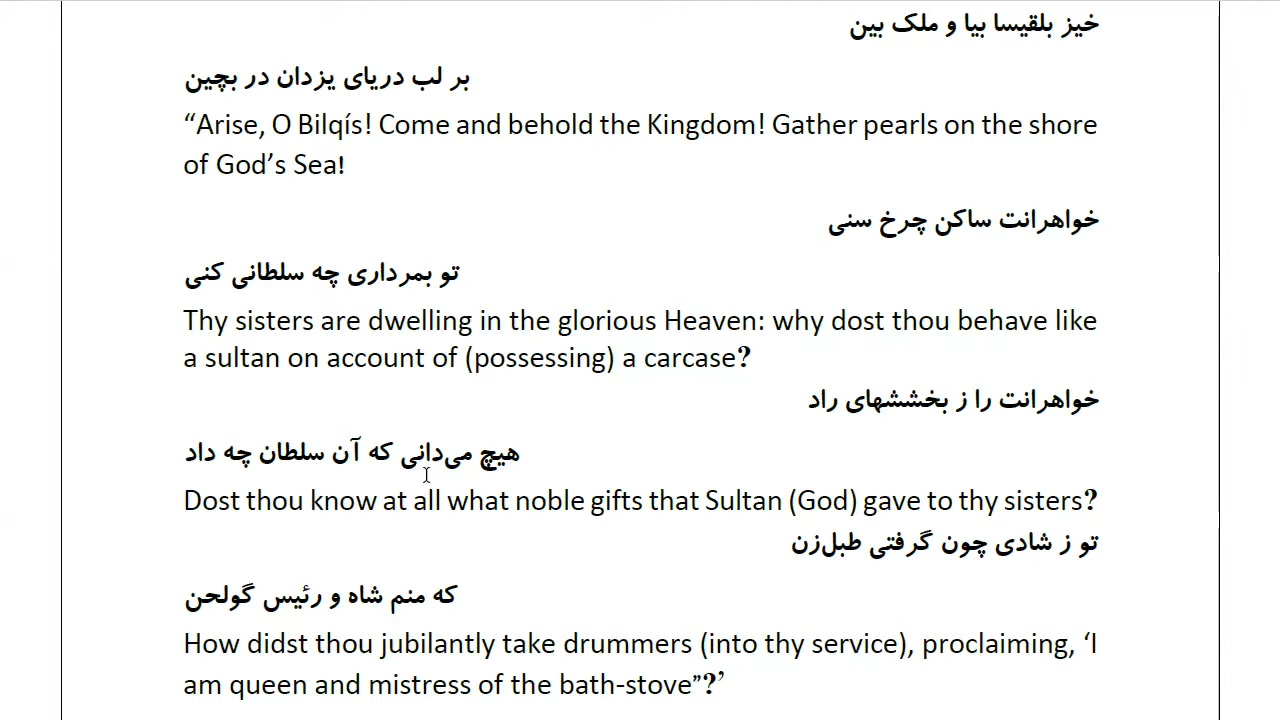 خیز بلقیسا بیا و ملک بین
بر لب دریای یزدان در بچین
“Arise, O Bilqís! Come and behold the Kingdom! Gather pearls on the shore
of God’s Sea!
خواهرانت ساکن چرخ سنی
تو بمرداری چه سلطانی کنی
Thy sisters are dwelling in the glorious Heaven: why dost thou behave like
a sultan on account of (possessing) a carcase?
خواهرانت را ز بخششهای راد
هیچ می‌دانی که آن سلطان چه داد
Dost thou know at all what noble gifts that Sultan (God) gave to thy sisters?
تو ز شادی چون گرفتی طبل‌زن
که منم شاه و رئیس گولحن
How didst thou jubilantly take drummers (into thy service), proclaiming, ‘I
am queen and mistress of the bath-stove”?’